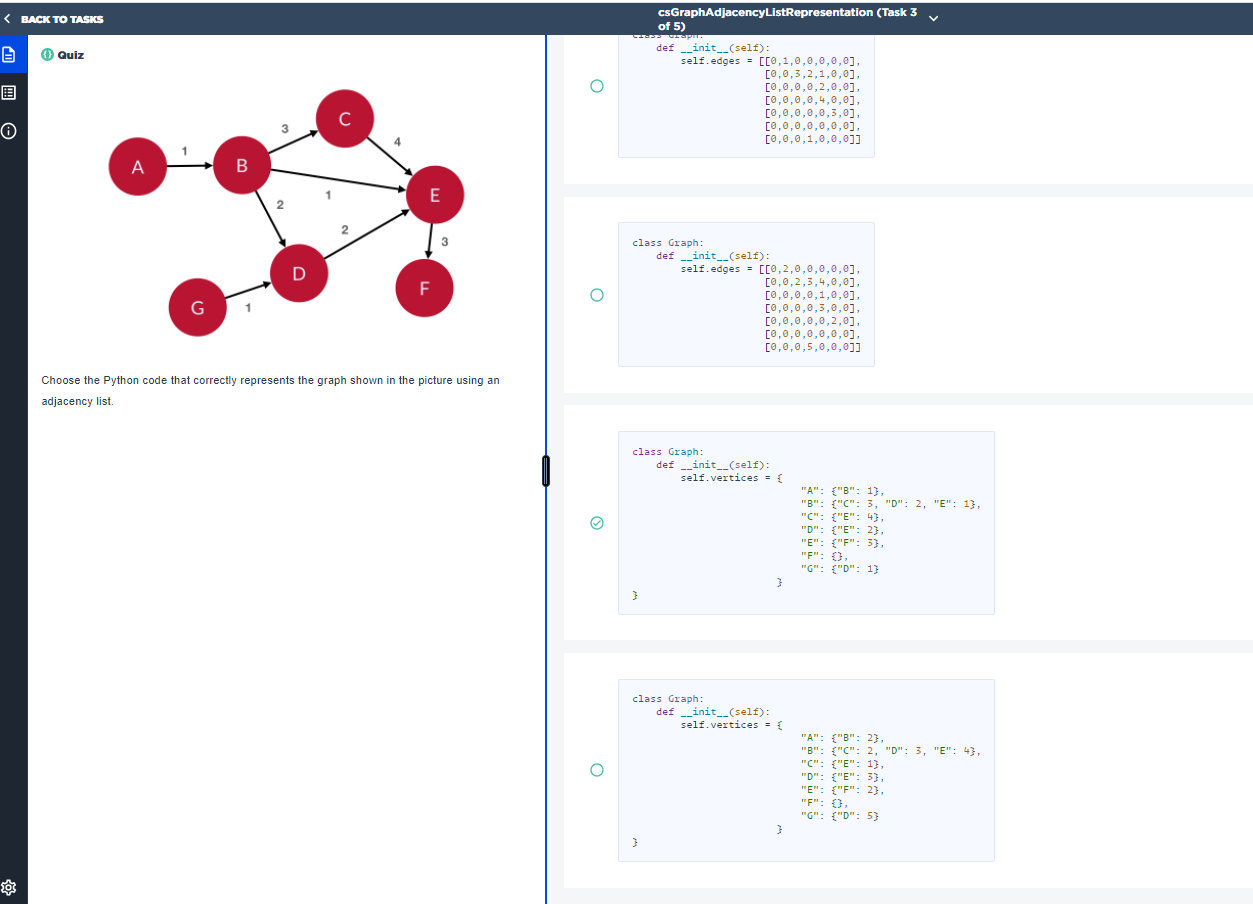 BACK TO TASKS
csGraphAdjacencyListRepresentation (Task 3
of 5)
Quiz
A
B
C
D
E
F
G
1
3
4
1
2
2
3
1
Choose the Python code that correctly represents the graph shown in the picture using an
adjacency list.
class Graph:
def __init__(self):
self.edges = [[0,1,0,0,0,0,0],
[0,0,3,2,1,0,0],
[0,0,0,0,2,0,0],
[0,0,0,0,4,0,0],
[0,0,0,0,0,3,0],
[0,0,0,0,0,0,0],
[0,0,0,1,0,0,0]]
class Graph:
def __init__(self):
self.edges = [[0,2,0,0,0,0,0],
[0,0,2,3,4,0,0],
[0,0,0,0,1,0,0],
[0,0,0,0,3,0,0],
[0,0,0,0,0,2,0],
[0,0,0,0,0,0,0],
[0,0,0,5,0,0,0]]
class Graph:
def __init__(self):
self.vertices = {
"A": {"B": 1},
"B": {"C": 3, "D": 2, "E": 1},
"C": {"E": 4},
"D": {"E": 2},
"E": {"F": 3},
"F": {},
"G": {"D": 1}
}
}
class Graph:
def __init__(self):
self.vertices = {
"A": {"B": 2},
"B": {"C": 2, "D": 3, "E": 4},
"C": {"E": 1},
"D": {"E": 3},
"E": {"F": 2},
"F": {},
"G": {"D": 5}
}
}